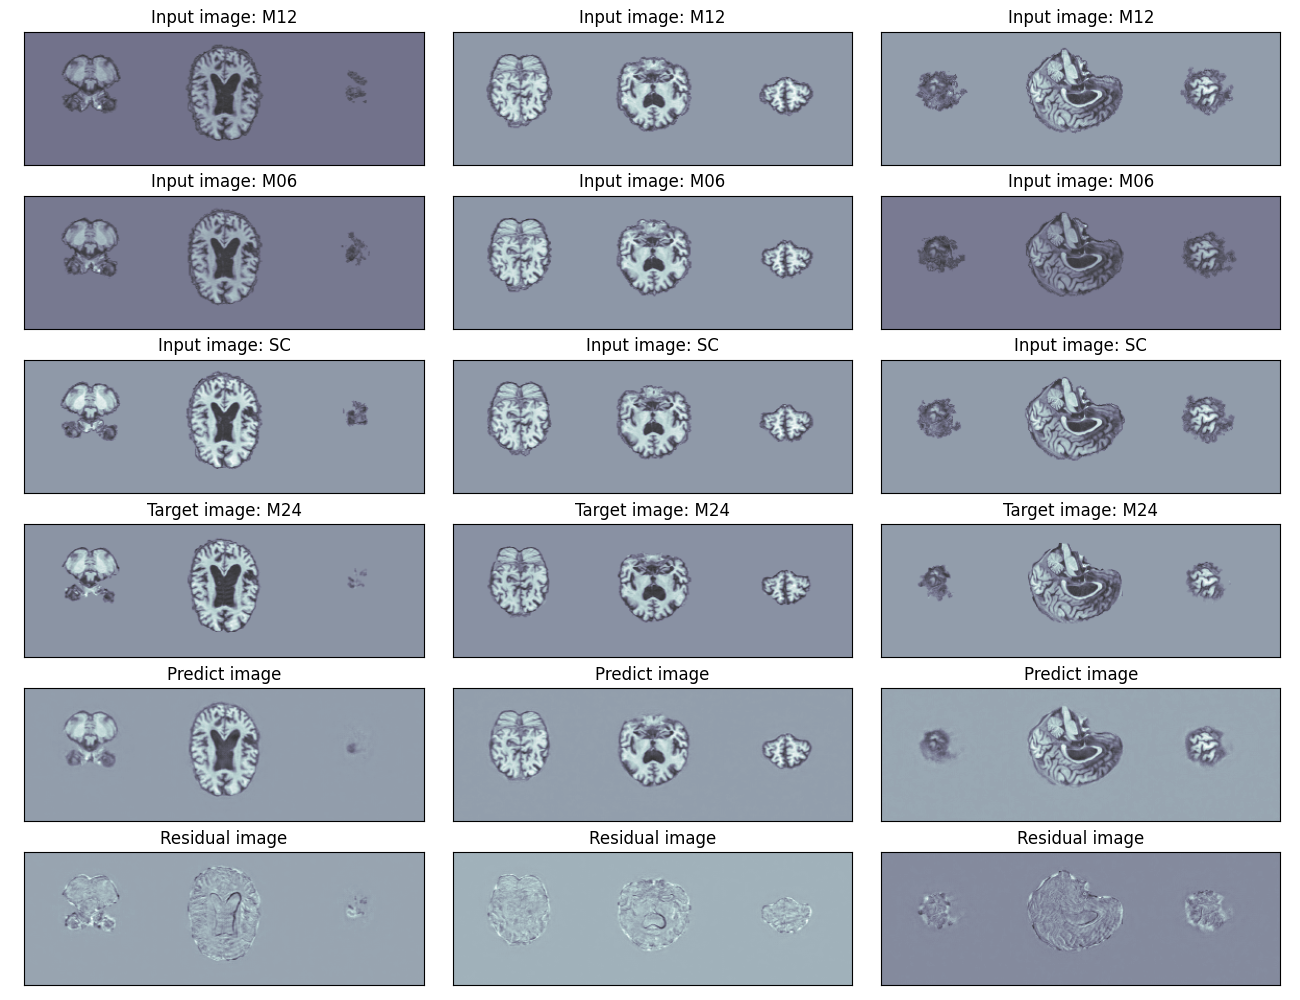 Input image: M12 Input image: M12 Input image: M12
Input image: M06 Input image: M06 Input image: M06
Input image: SC Input image: SC Input image: SC
Target image: M24 Target image: M24 Target image: M24
Predict image Predict image Predict image
Residual image Residual image Residual image